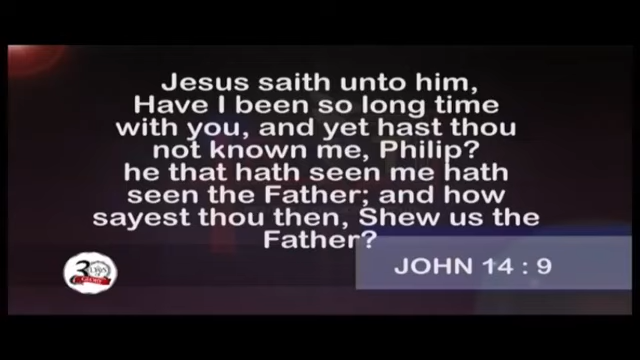 Jesus saith unto him,
Have I been so long time
with you, and yet hast thou
not known me, Philip?
he that hath seen me hath
seen the Father; and how
sayest thou then, Shew us the
Father?
JOHN 14 : 9
3